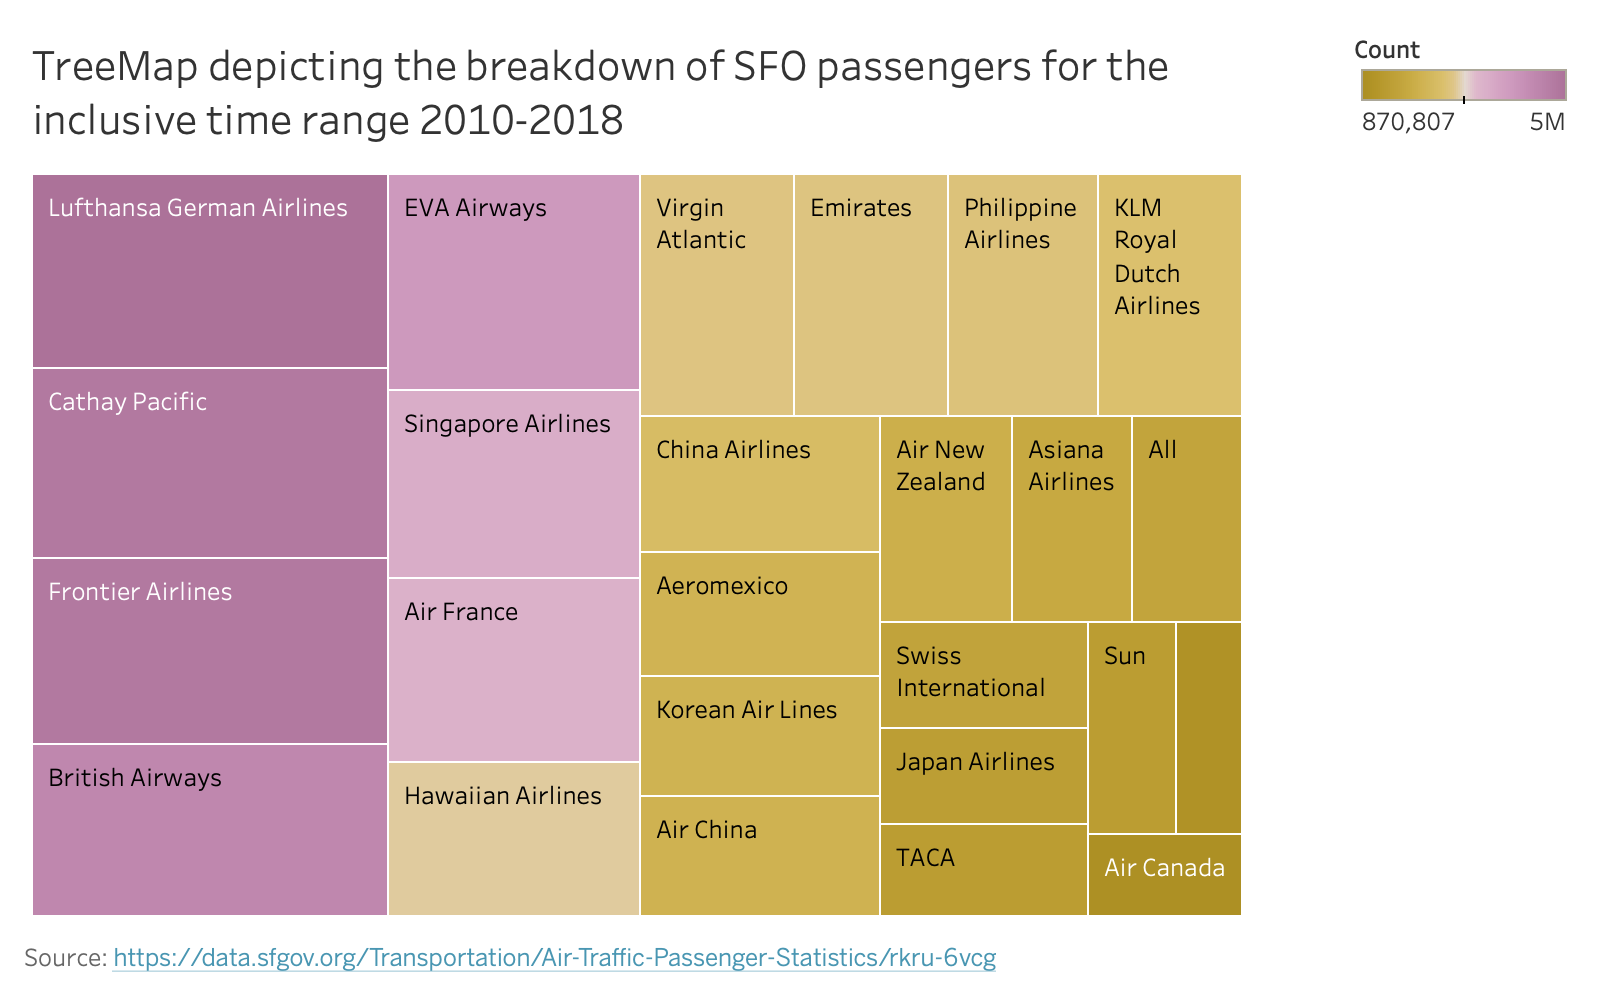 TreeMap depicting the breakdown of SFO passengers for the
inclusive time range 2010-2018
Count
870,807 5M
Lufthansa German Airlines
Cathay Pacific
Frontier Airlines
British Airways
EVA Airways
Singapore Airlines
Air France
Hawaiian Airlines
Virgin
Atlantic
Emirates
Philippine
Airlines
KLM
Royal
Dutch
Airlines
China Airlines
Aeromexico
Korean Air Lines
Air China
Air New
Zealand
Asiana
Airlines
All
Swiss
International
Japan Airlines
TACA
Sun
Air Canada
Source: https://data.sfgov.org/Transportation/Air-Traffic-Passenger-Statistics/rkru-6vcg